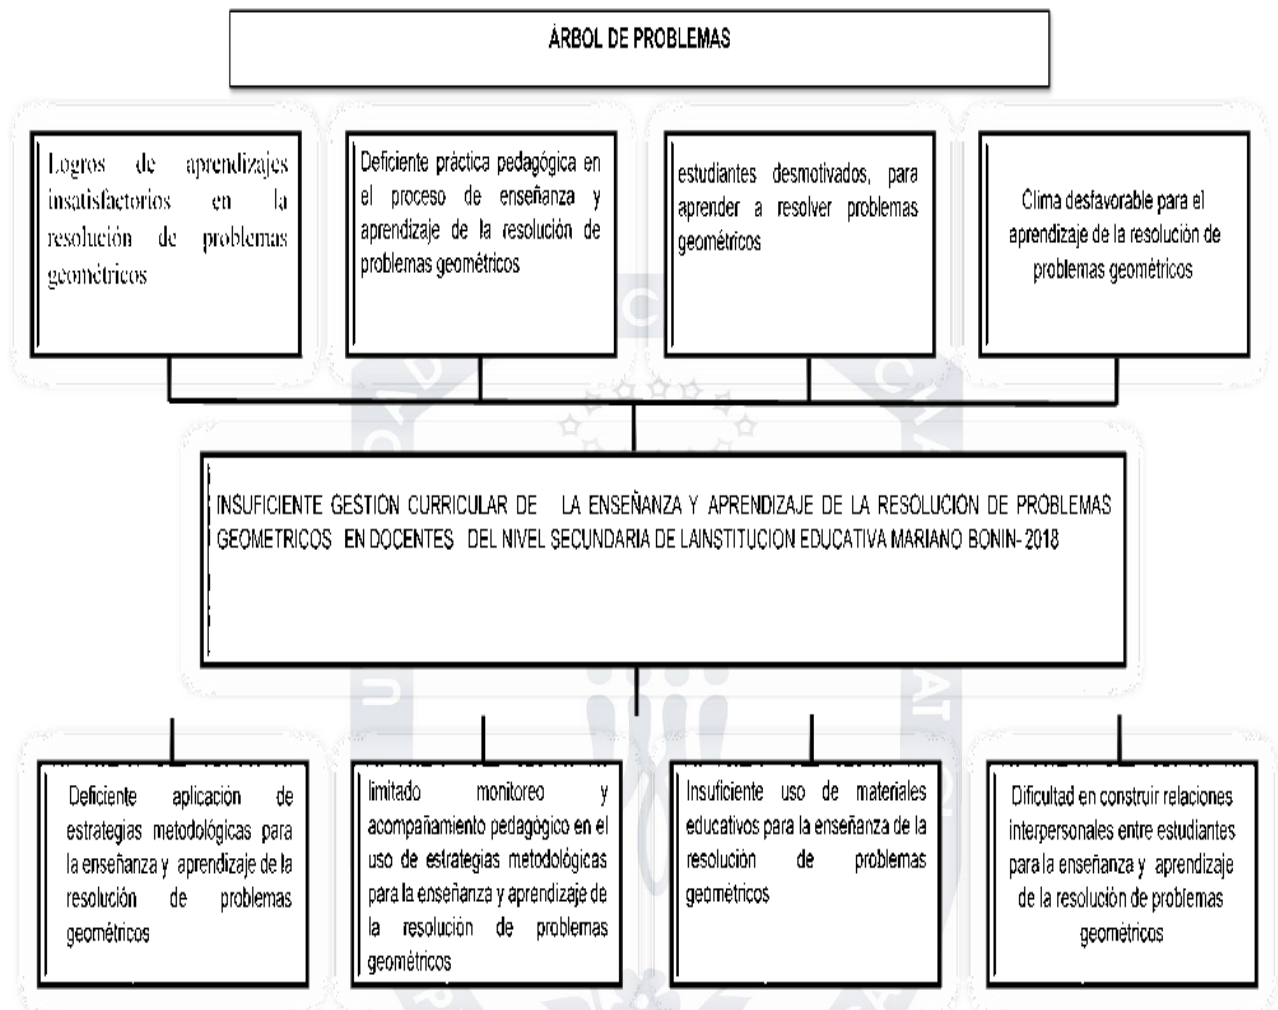 ÁRBOL DE PROBLEMAS
Logros de aprendizajes
insatisfactorios en la
resolución de problemas
geométricos
Deficiente práctica pedagógica en
el proceso de enseñanza y
aprendizaje de la resolución de
problemas geométricos
estudiantes desmotivados, para
aprender a resolver problemas
geométricos
Clima desfavorable para el
aprendizaje de la resolución de
problemas geométricos
INSUFICIENTE GESTION CURRICULAR DE LA ENSEÑANZA Y APRENDIZAJE DE LA RESOLUCION DE PROBLEMAS
GEOMETRICOS EN DOCENTES DEL NIVEL SECUNDARIA DE LAINSTITUCION EDUCATIVA MARIANO BONIN- 2018
Deficiente aplicación de
estrategias metodológicas para
la enseñanza y aprendizaje de la
resolución de problemas
geométricos
limitado monitoreo y
acompañamiento pedagógico en el
uso de estrategias metodológicas
para la enseñanza y aprendizaje de
la resolución de problemas
geométricos
Insuficiente uso de materiales
educativos para la enseñanza de la
resolución de problemas
geométricos
Dificultad en construir relaciones
interpersonales entre estudiantes
para la enseñanza y aprendizaje
de la resolución de problemas
geométricos